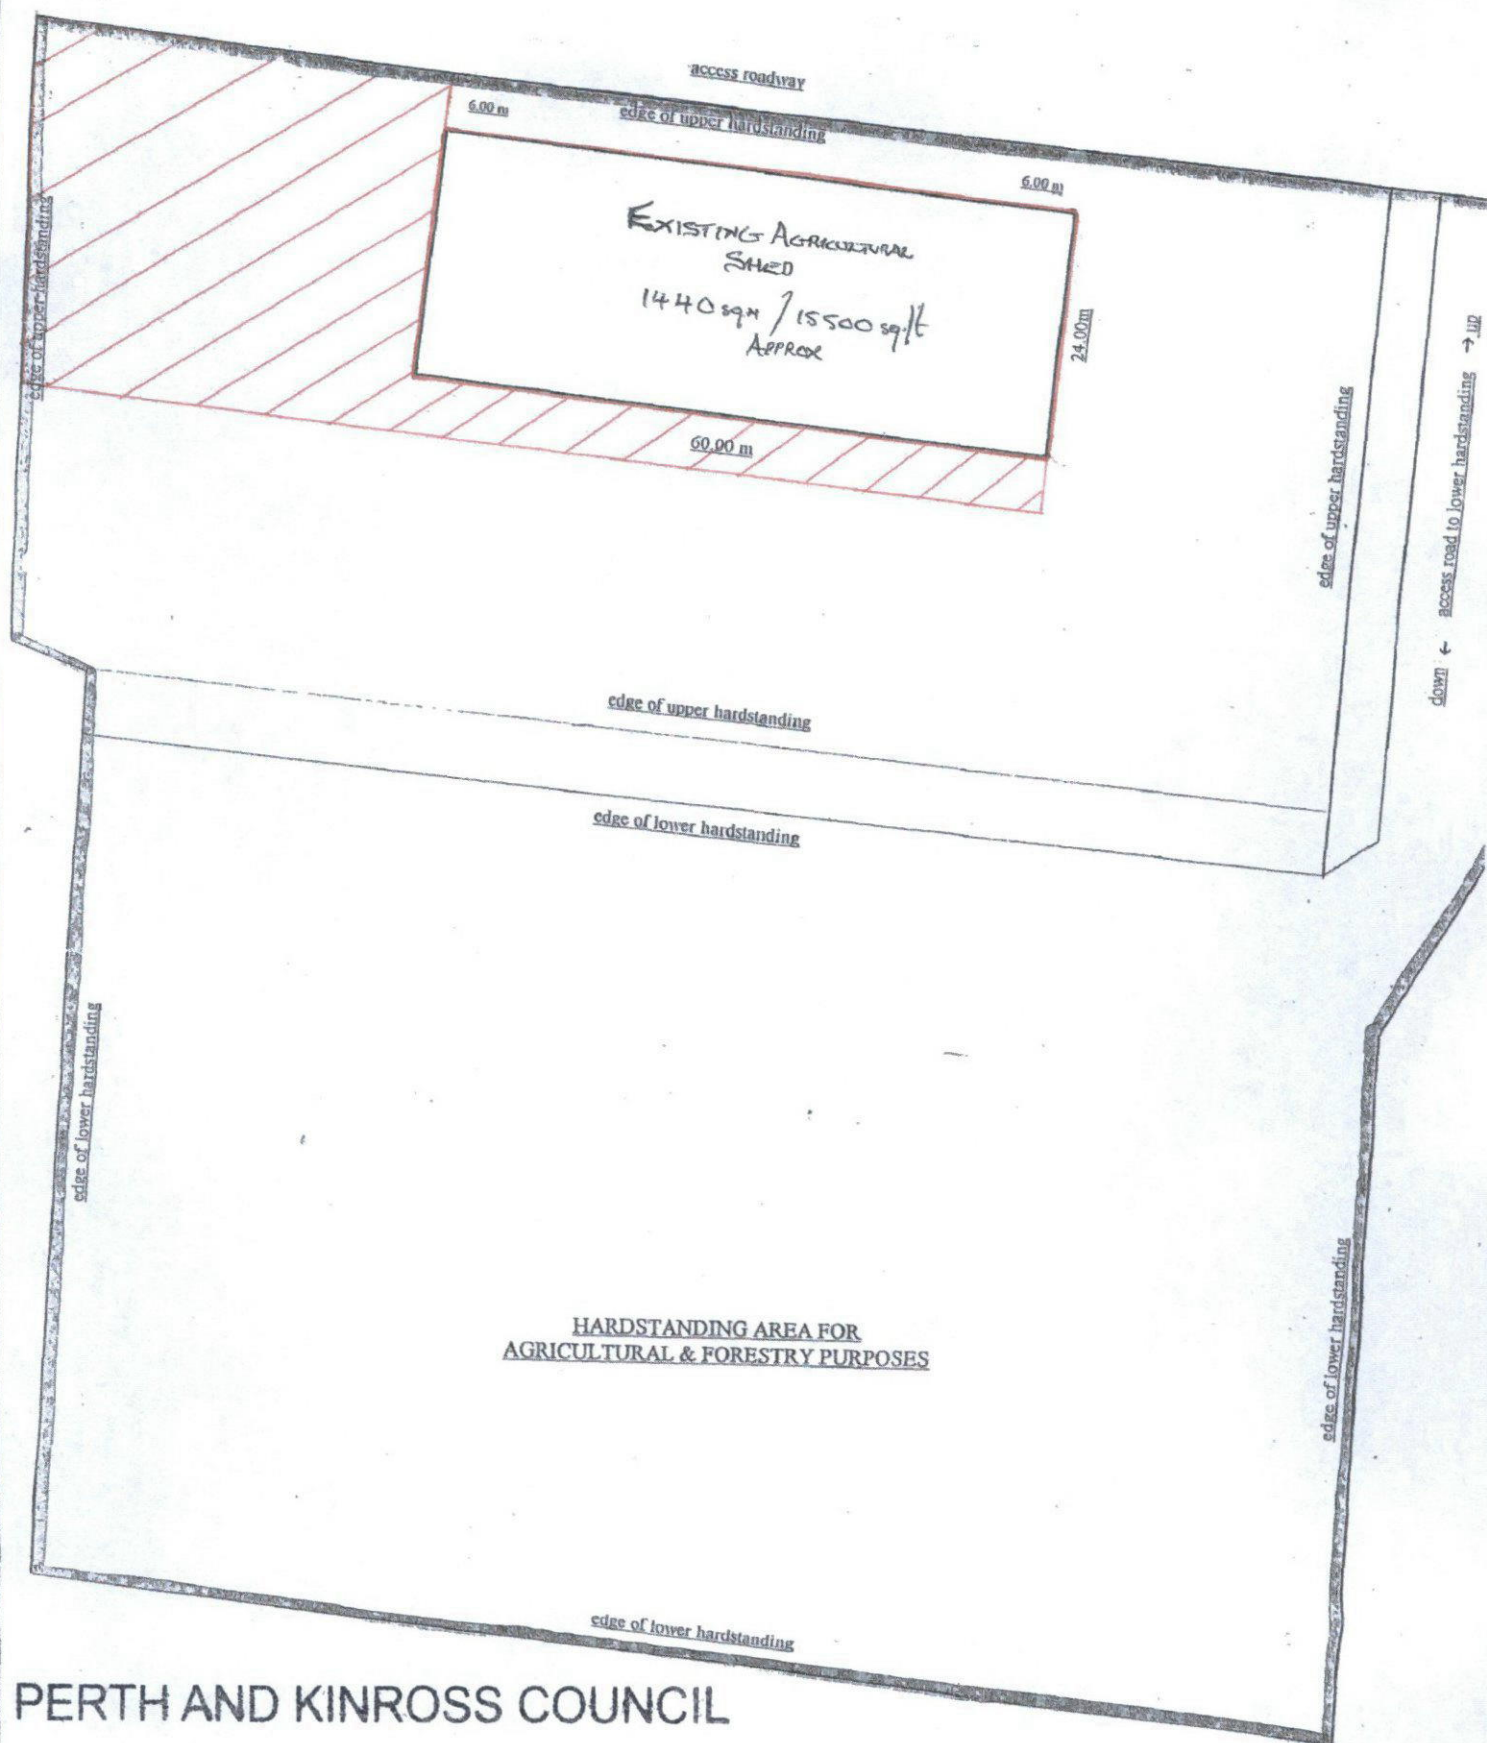 access roadway
6.00 m
edge of upper hardstanding
6.00 m
EXISTING AGRICULTURAL
SHED
1440 sqm / 15500 sq.ft
APPROX
24.00m
edge of upper hardstanding
60.00 m
edge of upper hardstanding
down ← access road to lower hardstanding → up
edge of upper hardstanding
edge of lower hardstanding
edge of lower hardstanding
HARDSTANDING AREA FOR
AGRICULTURAL & FORESTRY PURPOSES
edge of lower hardstanding
edge of lower hardstanding
PERTH AND KINROSS COUNCIL